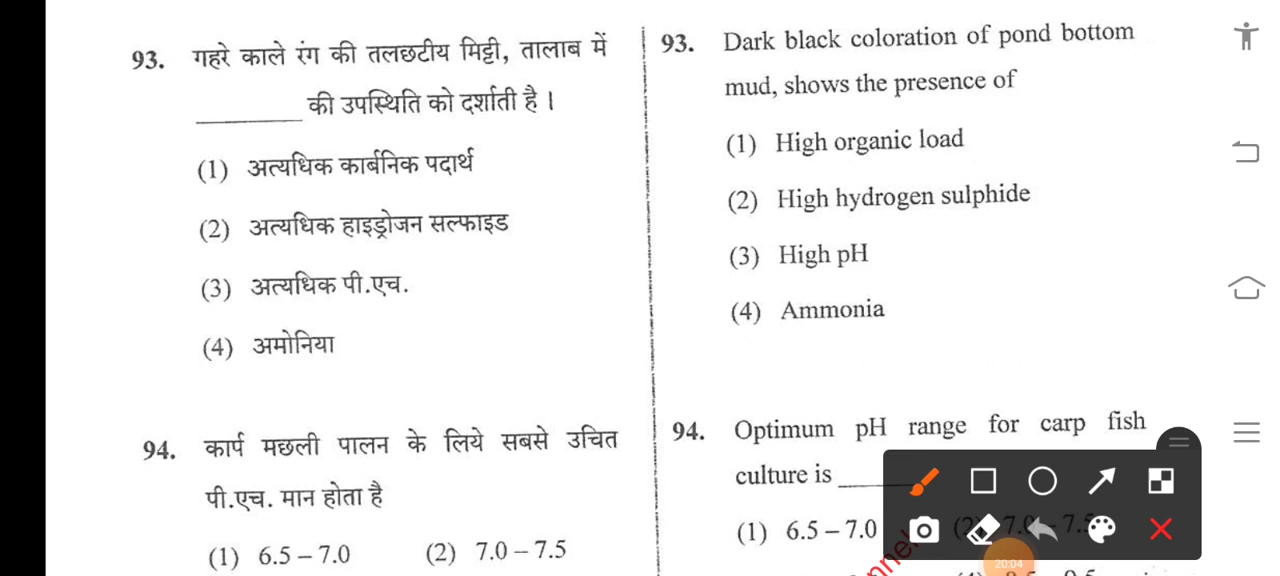 93. गहरे काले रंग की तलछटीय मिट्टी, तालाब में
_________ की उपस्थिति को दर्शाती है ।
(1) अत्यधिक कार्बनिक पदार्थ
(2) अत्यधिक हाइड्रोजन सल्फाइड
(3) अत्यधिक पी.एच.
(4) अमोनिया
94. कार्प मछली पालन के लिये सबसे उचित
पी.एच. मान होता है
(1) 6.5 – 7.0 (2) 7.0 – 7.5
93. Dark black coloration of pond bottom
mud, shows the presence of
(1) High organic load
(2) High hydrogen sulphide
(3) High pH
(4) Ammonia
94. Optimum pH range for carp fish
culture is ______
(1) 6.5 – 7.0
20:04